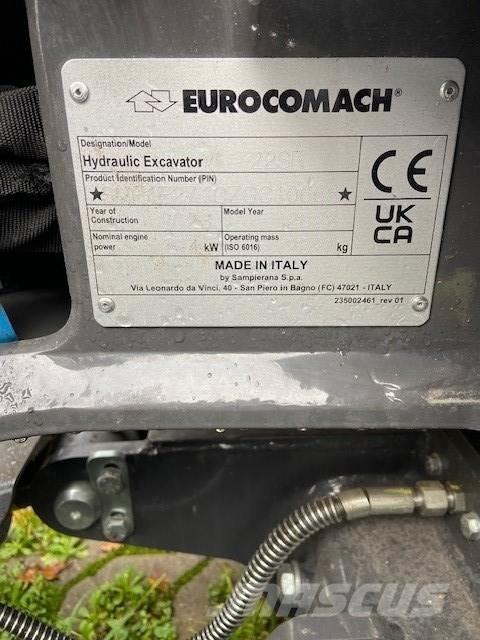 EUROCOMACH®
Designation/Model
Hydraulic Excavator
Product Identification Number (PIN)
★ ★
Year of Construction
Model Year
Nominal engine power kW
Operating mass (ISO 6016) kg
CE
UK
CA
MADE IN ITALY
by Sampierana S.p.a.
Via Leonardo da Vinci, 40 - San Piero in Bagno (FC) 47021 - ITALY
235002461_rev 01
MASCUS